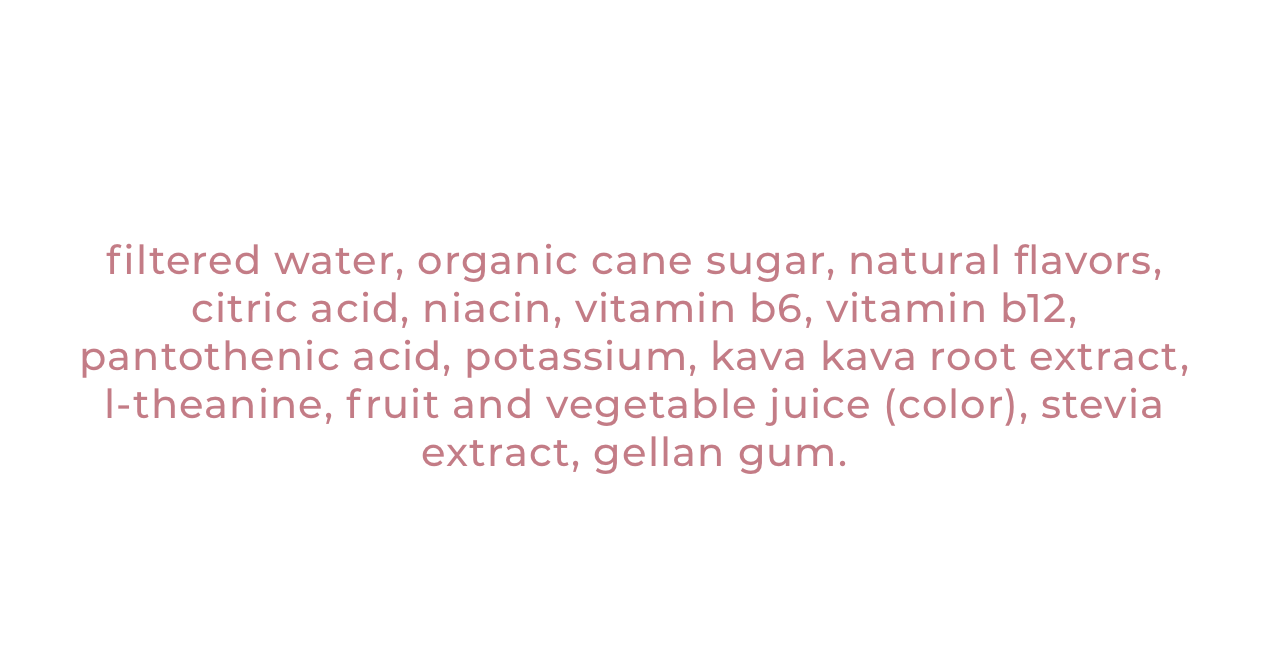 filtered water, organic cane sugar, natural flavors,
citric acid, niacin, vitamin b6, vitamin b12,
pantothenic acid, potassium, kava kava root extract,
l-theanine, fruit and vegetable juice (color), stevia
extract, gellan gum.